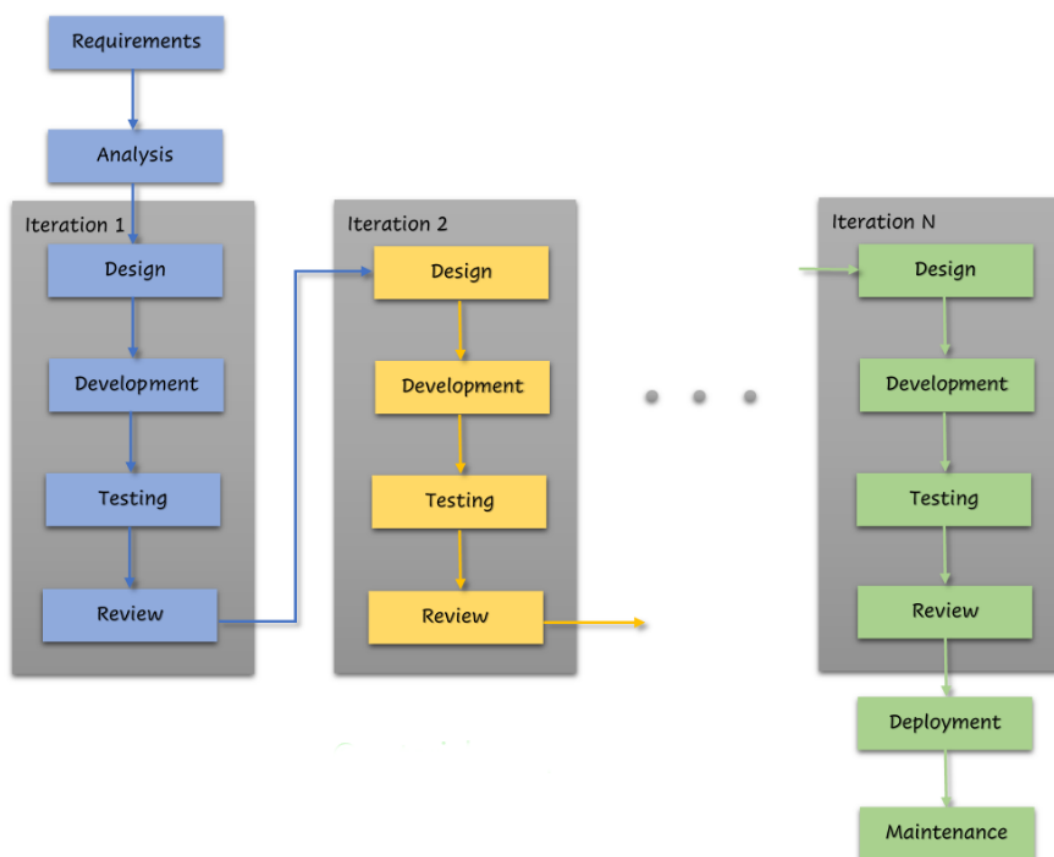 Requirements
Analysis
Iteration 1
Design
Development
Testing
Review
Iteration 2
Design
Development
Testing
Review
Iteration N
Design
Development
Testing
Review
Deployment
Maintenance